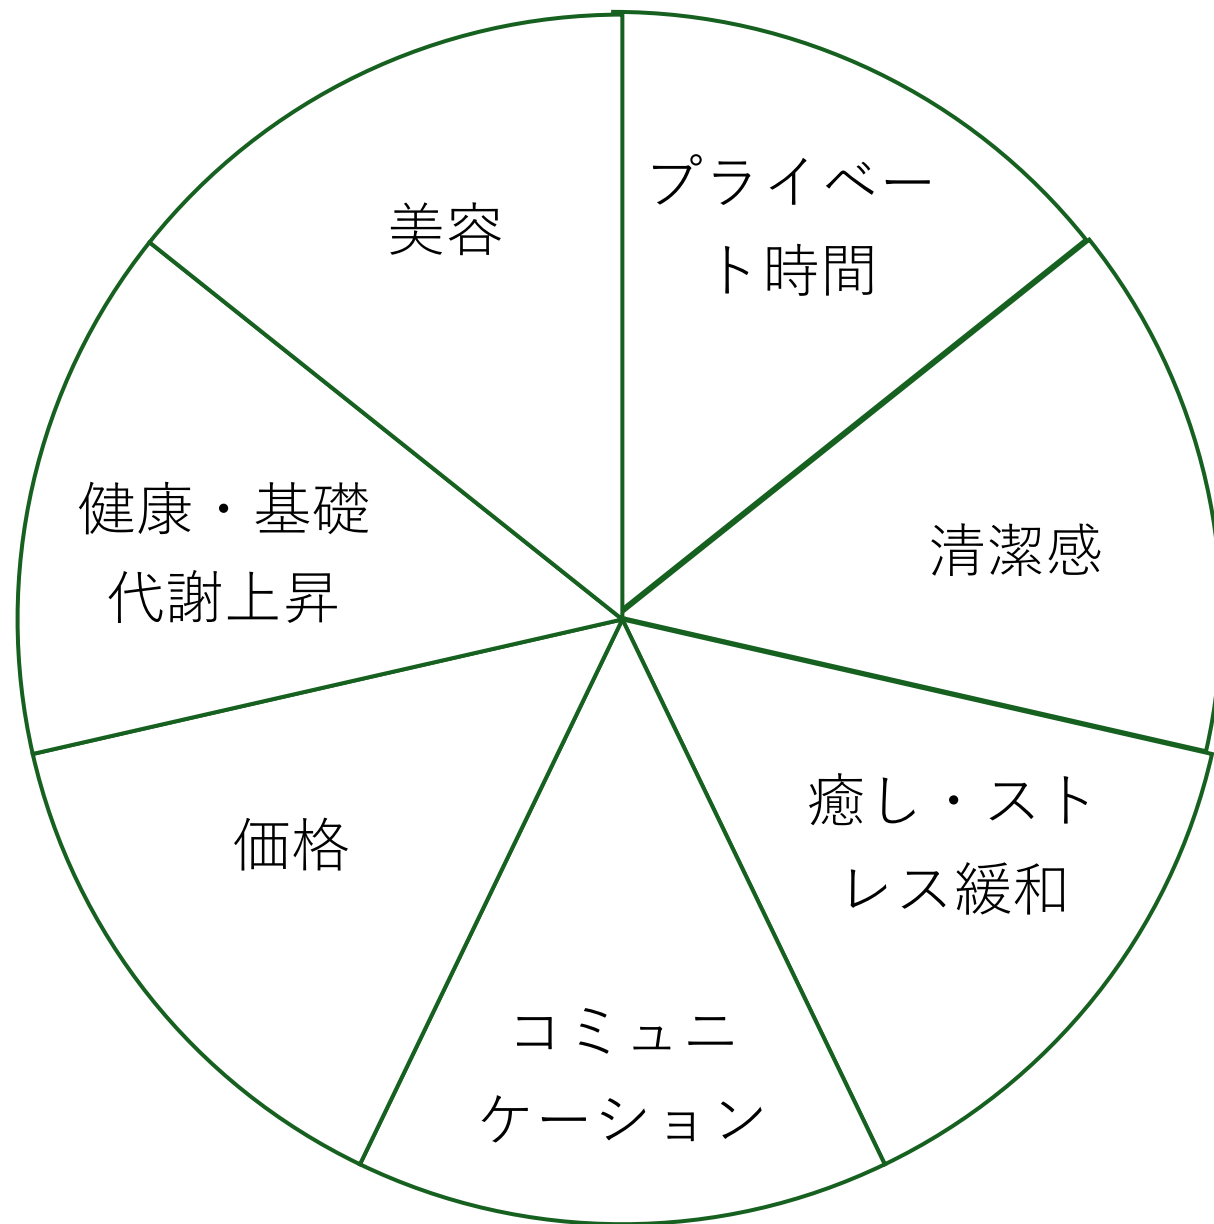 美容
プライベー
ト時間
健康・基礎
代謝上昇
清潔感
価格
癒し・スト
レス緩和
コミュニ
ケーション